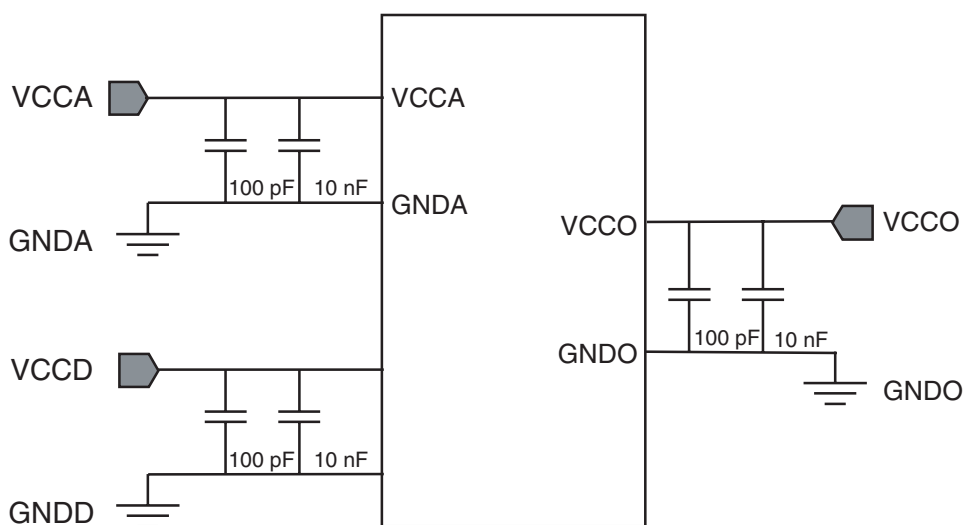 VCCA
VCCA
100 pF 10 nF
GNDA
GNDA
VCCO
VCCO
100 pF 10 nF
GNDO
GNDO
VCCD
100 pF 10 nF
GNDD